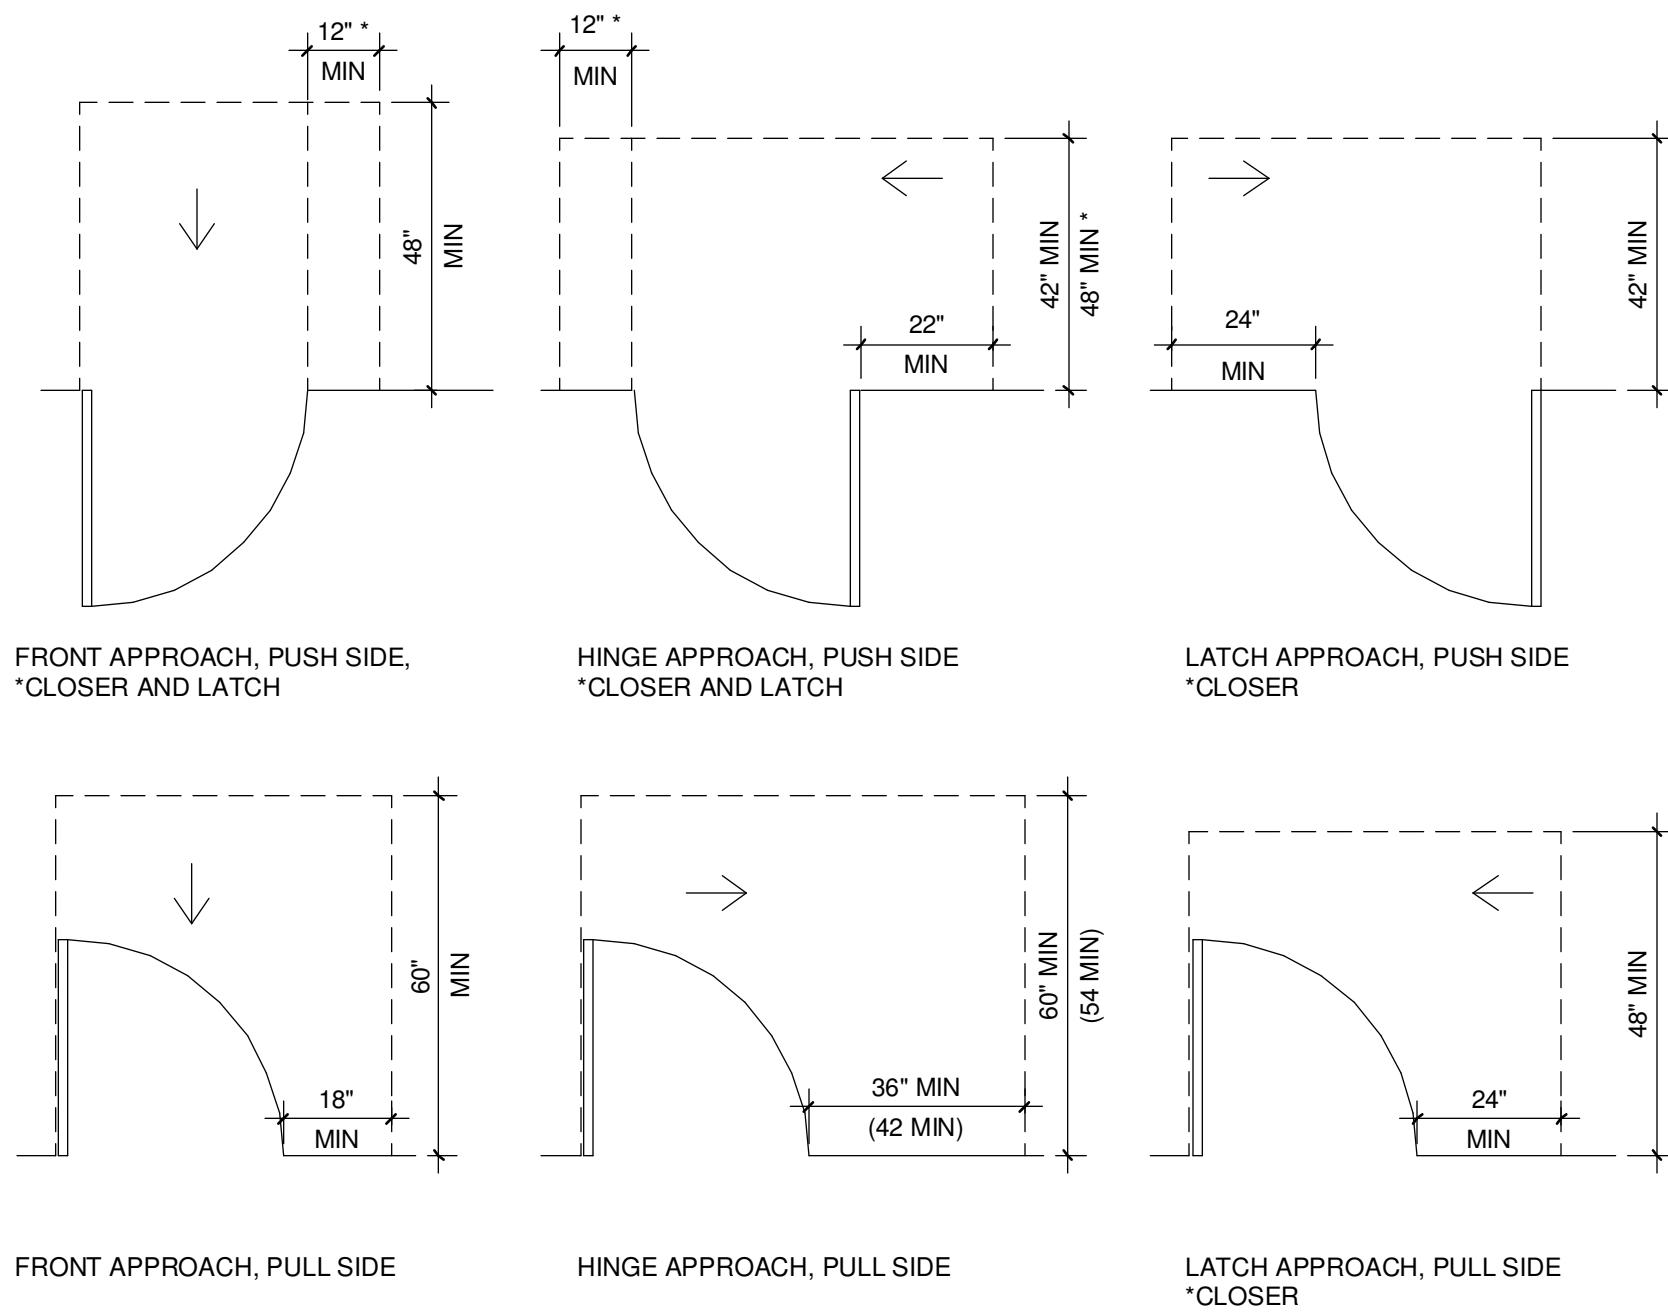 12" *
MIN
48"
MIN
12" *
MIN
42" MIN
48" MIN *
22"
MIN
24"
MIN
42" MIN
FRONT APPROACH, PUSH SIDE,
*CLOSER AND LATCH
HINGE APPROACH, PUSH SIDE
*CLOSER AND LATCH
LATCH APPROACH, PUSH SIDE
*CLOSER
60"
MIN
18"
MIN
60" MIN
(54 MIN)
36" MIN
(42 MIN)
48" MIN
24"
MIN
FRONT APPROACH, PULL SIDE
HINGE APPROACH, PULL SIDE
LATCH APPROACH, PULL SIDE
*CLOSER